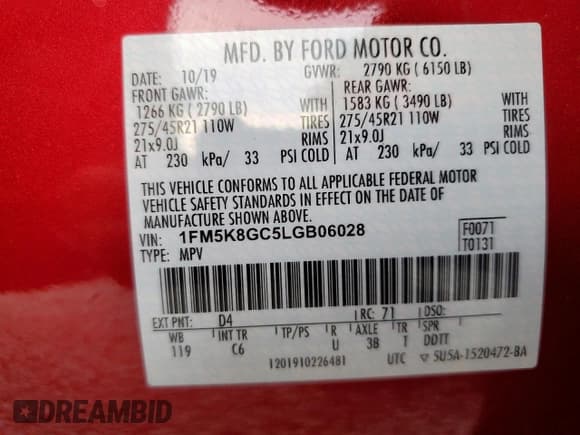 MFD. BY FORD MOTOR CO.
DATE: 10/19 GVWR: 2790 KG ( 6150 LB)
FRONT GAWR: REAR GAWR:
1266 KG ( 2790 LB) WITH 1583 KG ( 3490 LB) WITH
275/45R21 110W TIRES 275/45R21 110W TIRES
21x9.0J RIMS 21x9.0J RIMS
AT 230 kPa/ 33 PSI COLD AT 230 kPa/ 33 PSI COLD
THIS VEHICLE CONFORMS TO ALL APPLICABLE FEDERAL MOTOR
VEHICLE SAFETY STANDARDS IN EFFECT ON THE DATE OF
MANUFACTURE SHOWN ABOVE.
VIN: 1FM5K8GC5LGB06028 F0071
TYPE: MPV T0131
EXT PNT: D4 RC: 71 DSO:
WB INT TR TP/PS R AXLE TR SPR
119 C6 U 3B T DDTT
1201910226481 UTC 5U5A-1520472-BA
DREAMBID